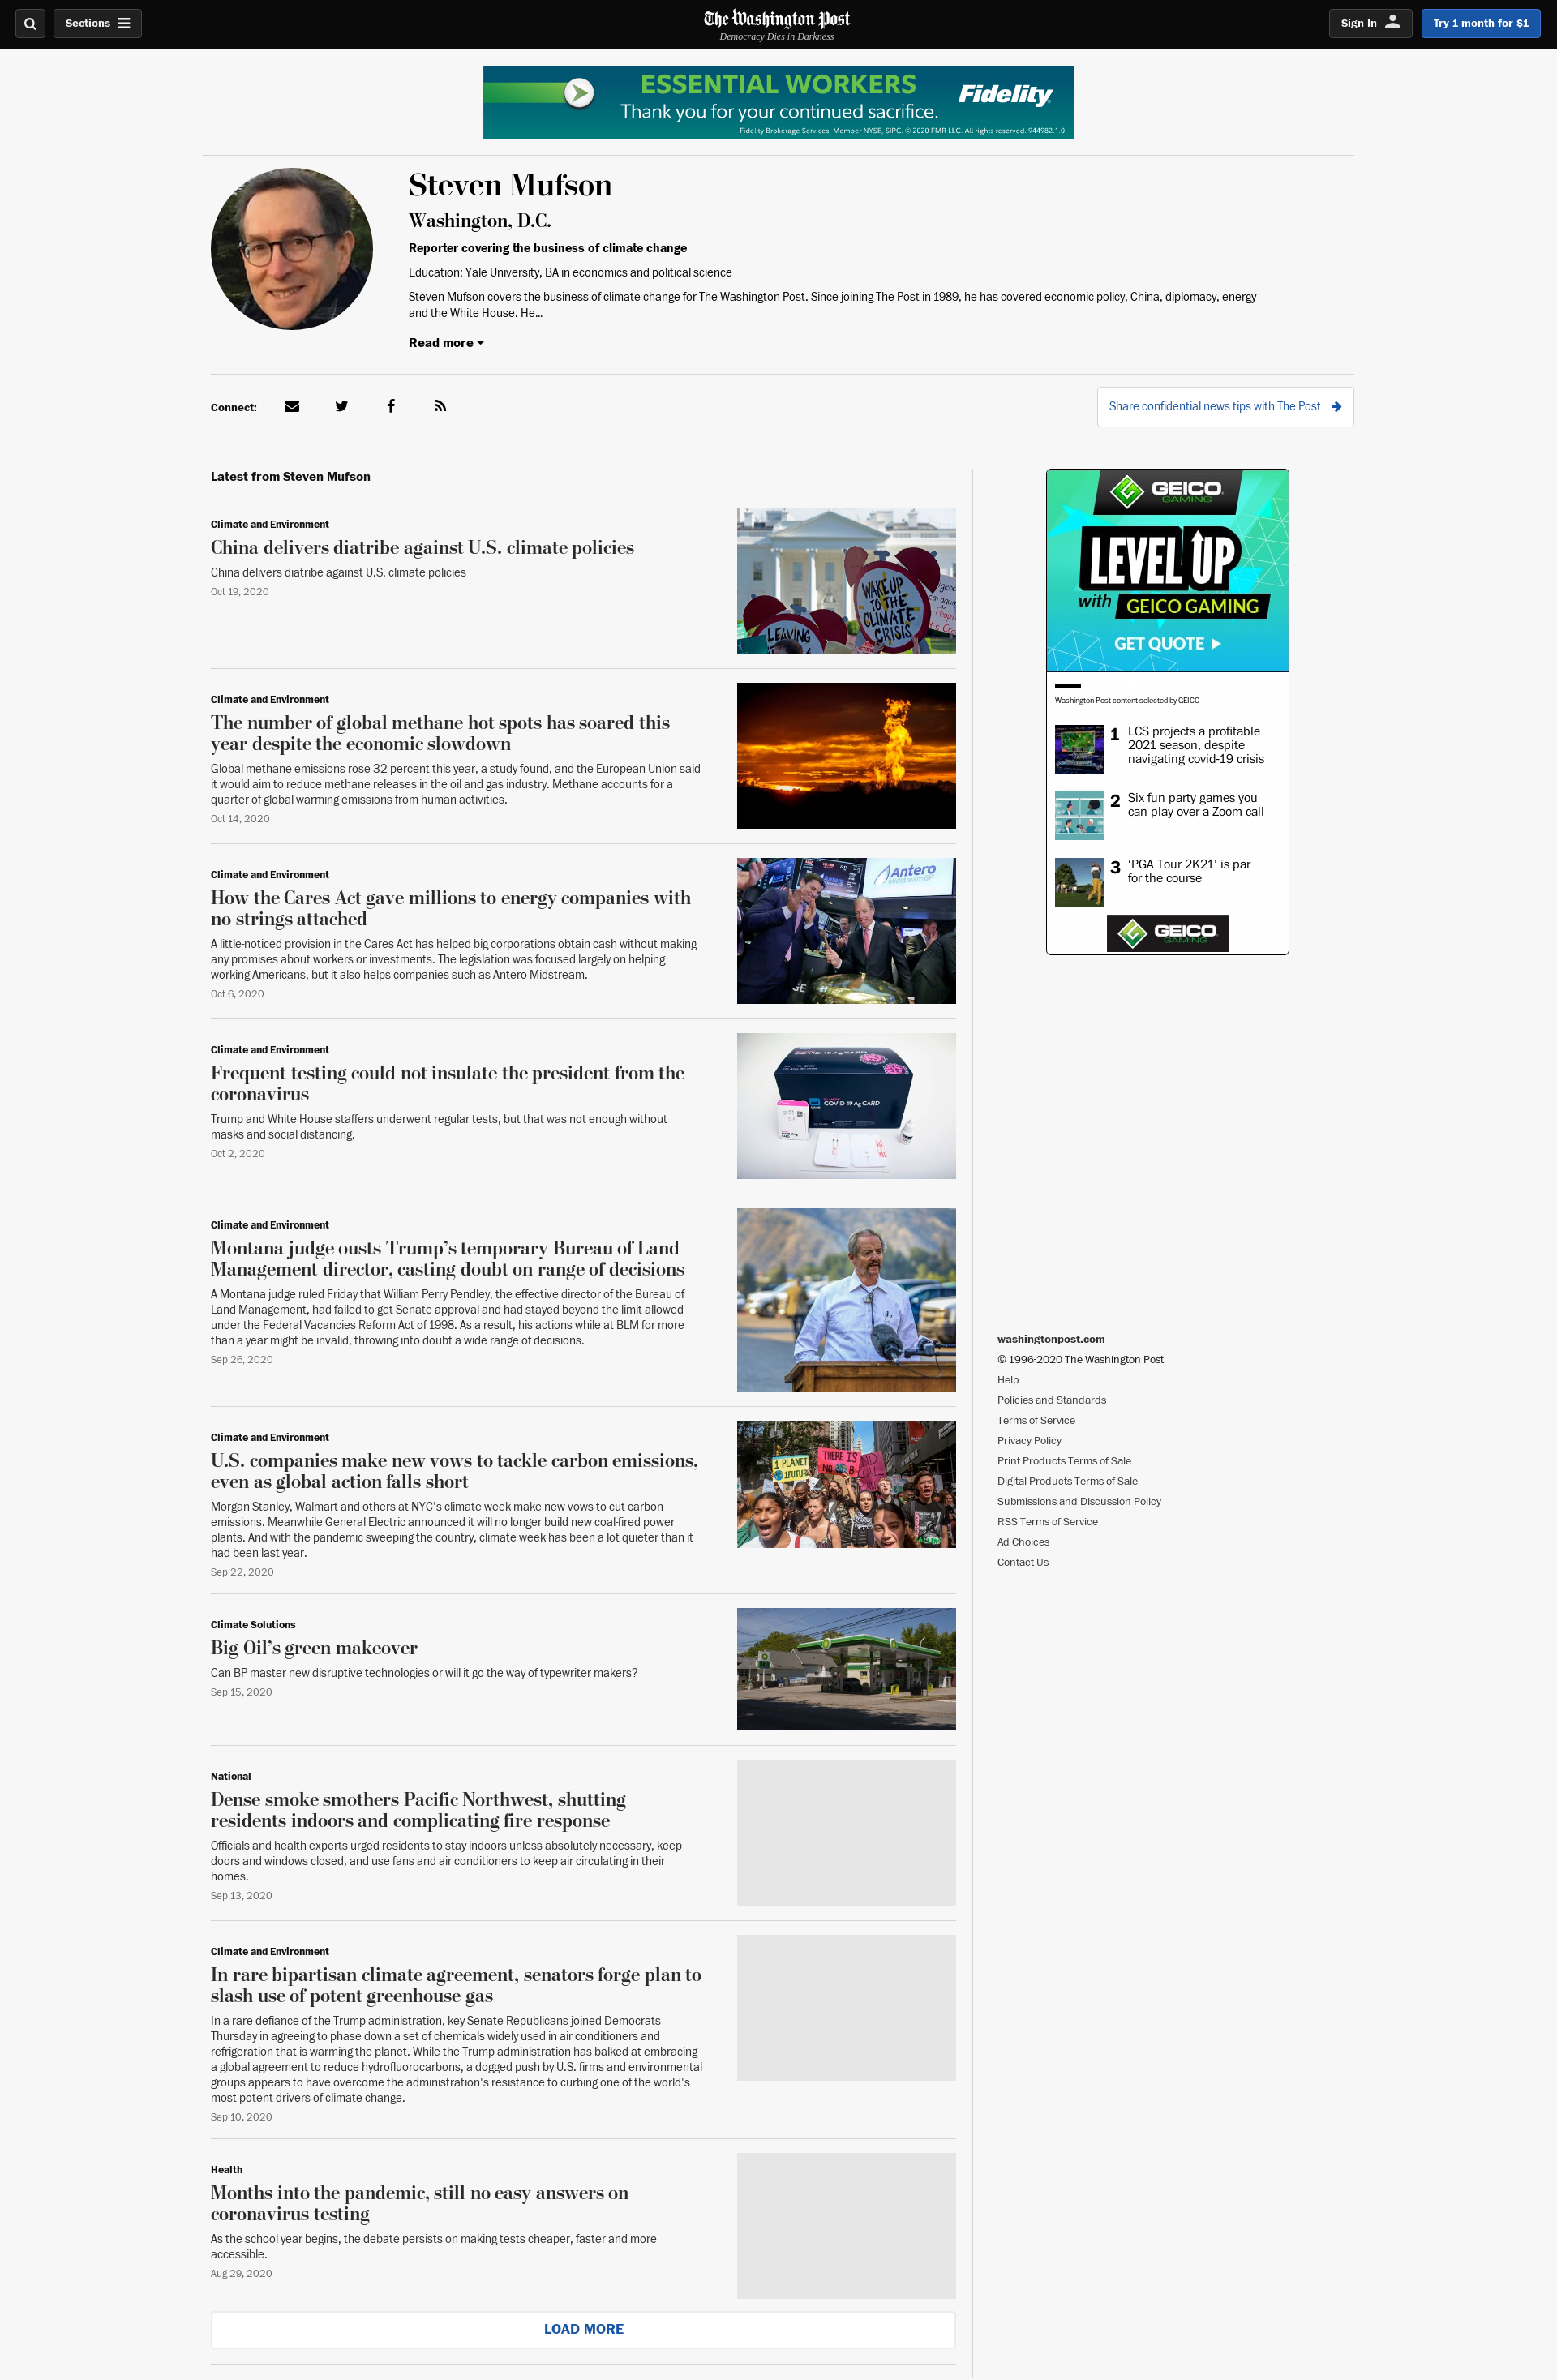 Sections
The Washington Post
Democracy Dies in Darkness
Sign In
Try 1 month for $1
ESSENTIAL WORKERS
Thank you for your continued sacrifice.
Fidelity
Fidelity Brokerage Services, Member NYSE, SIPC. © 2020 FMR LLC. All rights reserved. 944982.1.0
Steven Mufson
Washington, D.C.
Reporter covering the business of climate change
Education: Yale University, BA in economics and political science
Steven Mufson covers the business of climate change for The Washington Post. Since joining The Post in 1989, he has covered economic policy, China, diplomacy, energy
and the White House. He...
Read more
Connect:
Share confidential news tips with The Post
Latest from Steven Mufson
Climate and Environment
China delivers diatribe against U.S. climate policies
China delivers diatribe against U.S. climate policies
Oct 19, 2020
WAKE UP
TO THE
CLIMATE
CRISIS
LEAVING
Climate and Environment
The number of global methane hot spots has soared this
year despite the economic slowdown
Global methane emissions rose 32 percent this year, a study found, and the European Union said
it would aim to reduce methane releases in the oil and gas industry. Methane accounts for a
quarter of global warming emissions from human activities.
Oct 14, 2020
Climate and Environment
How the Cares Act gave millions to energy companies with
no strings attached
A little-noticed provision in the Cares Act has helped big corporations obtain cash without making
any promises about workers or investments. The legislation was focused largely on helping
working Americans, but it also helps companies such as Antero Midstream.
Oct 6, 2020
Antero
Midstream GP
Climate and Environment
Frequent testing could not insulate the president from the
coronavirus
Trump and White House staffers underwent regular tests, but that was not enough without
masks and social distancing.
Oct 2, 2020
COVID-19 Ag CARD
COVID-19 Ag CARD
Climate and Environment
Montana judge ousts Trump’s temporary Bureau of Land
Management director, casting doubt on range of decisions
A Montana judge ruled Friday that William Perry Pendley, the effective director of the Bureau of
Land Management, had failed to get Senate approval and had stayed beyond the limit allowed
under the Federal Vacancies Reform Act of 1998. As a result, his actions while at BLM for more
than a year might be invalid, throwing into doubt a wide range of decisions.
Sep 26, 2020
Climate and Environment
U.S. companies make new vows to tackle carbon emissions,
even as global action falls short
Morgan Stanley, Walmart and others at NYC's climate week make new vows to cut carbon
emissions. Meanwhile General Electric announced it will no longer build new coal-fired power
plants. And with the pandemic sweeping the country, climate week has been a lot quieter than it
had been last year.
Sep 22, 2020
1 PLANET
1 FUTURE
THERE IS
NO
B
Climate Solutions
Big Oil’s green makeover
Can BP master new disruptive technologies or will it go the way of typewriter makers?
Sep 15, 2020
National
Dense smoke smothers Pacific Northwest, shutting
residents indoors and complicating fire response
Officials and health experts urged residents to stay indoors unless absolutely necessary, keep
doors and windows closed, and use fans and air conditioners to keep air circulating in their
homes.
Sep 13, 2020
Climate and Environment
In rare bipartisan climate agreement, senators forge plan to
slash use of potent greenhouse gas
In a rare defiance of the Trump administration, key Senate Republicans joined Democrats
Thursday in agreeing to phase down a set of chemicals widely used in air conditioners and
refrigeration that is warming the planet. While the Trump administration has balked at embracing
a global agreement to reduce hydrofluorocarbons, a dogged push by U.S. firms and environmental
groups appears to have overcome the administration's resistance to curbing one of the world's
most potent drivers of climate change.
Sep 10, 2020
Health
Months into the pandemic, still no easy answers on
coronavirus testing
As the school year begins, the debate persists on making tests cheaper, faster and more
accessible.
Aug 29, 2020
LOAD MORE
GEICO
GAMING
LEVEL UP
with GEICO GAMING
GET QUOTE
Washington Post content selected by GEICO
1 LCS projects a profitable
2021 season, despite
navigating covid-19 crisis
2 Six fun party games you
can play over a Zoom call
3 ‘PGA Tour 2K21’ is par
for the course
GEICO
GAMING
washingtonpost.com
© 1996-2020 The Washington Post
Help
Policies and Standards
Terms of Service
Privacy Policy
Print Products Terms of Sale
Digital Products Terms of Sale
Submissions and Discussion Policy
RSS Terms of Service
Ad Choices
Contact Us